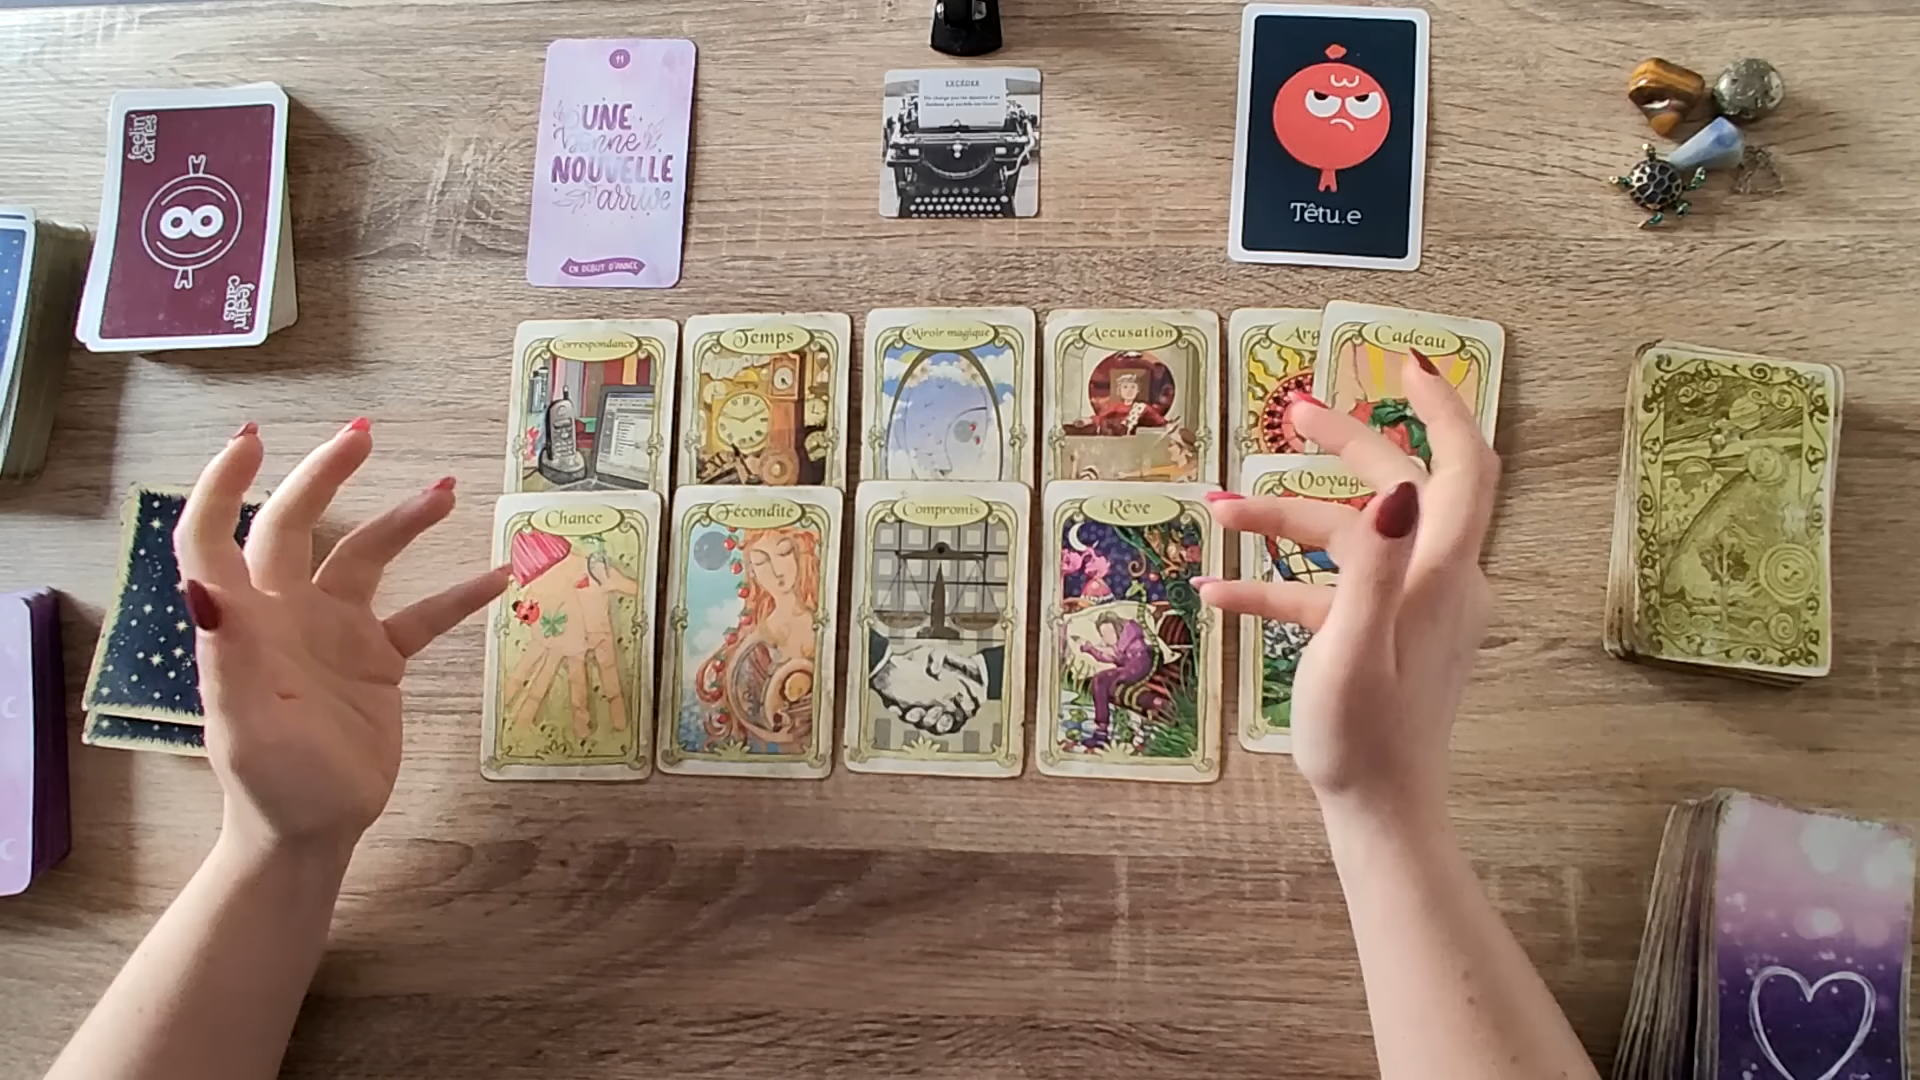 feelin'
cartes
feelin'
cards
11
UNE
bonne
NOUVELLE
arrive
EN DÉBUT D'ANNÉE
EXCÉDER
Têtu.e
Correspondance
Temps
Miroir magique
Accusation
Arg
Cadeau
Chance
Fécondité
Compromis
Rêve
Voyage